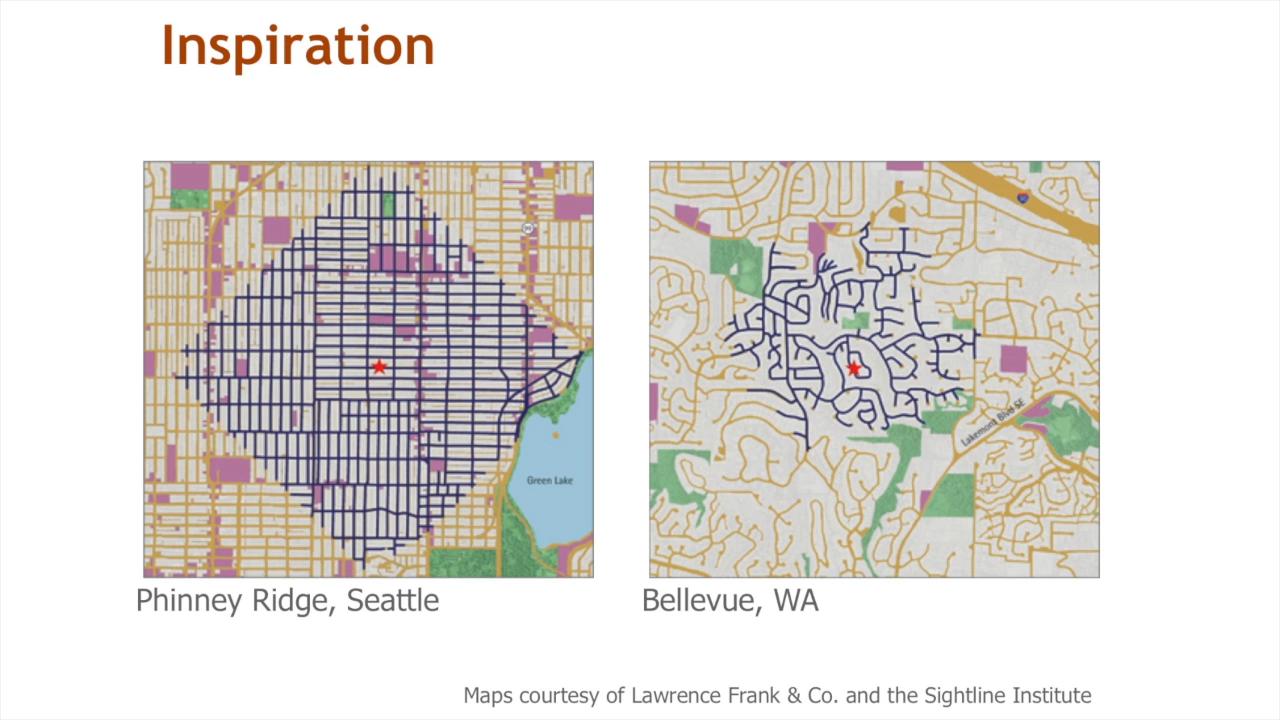 Inspiration
99
Green Lake
Lakemont Blvd SE
Phinney Ridge, Seattle
Bellevue, WA
Maps courtesy of Lawrence Frank & Co. and the Sightline Institute